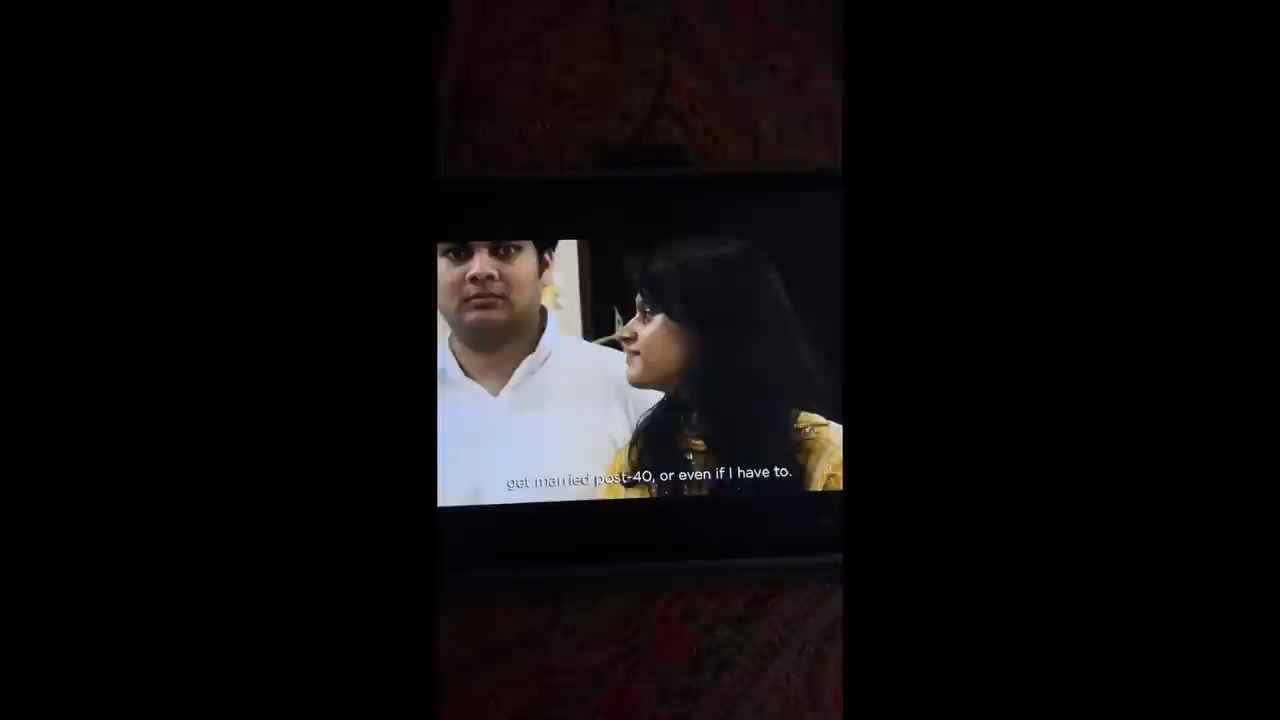 get married post-40, or even if I have to.